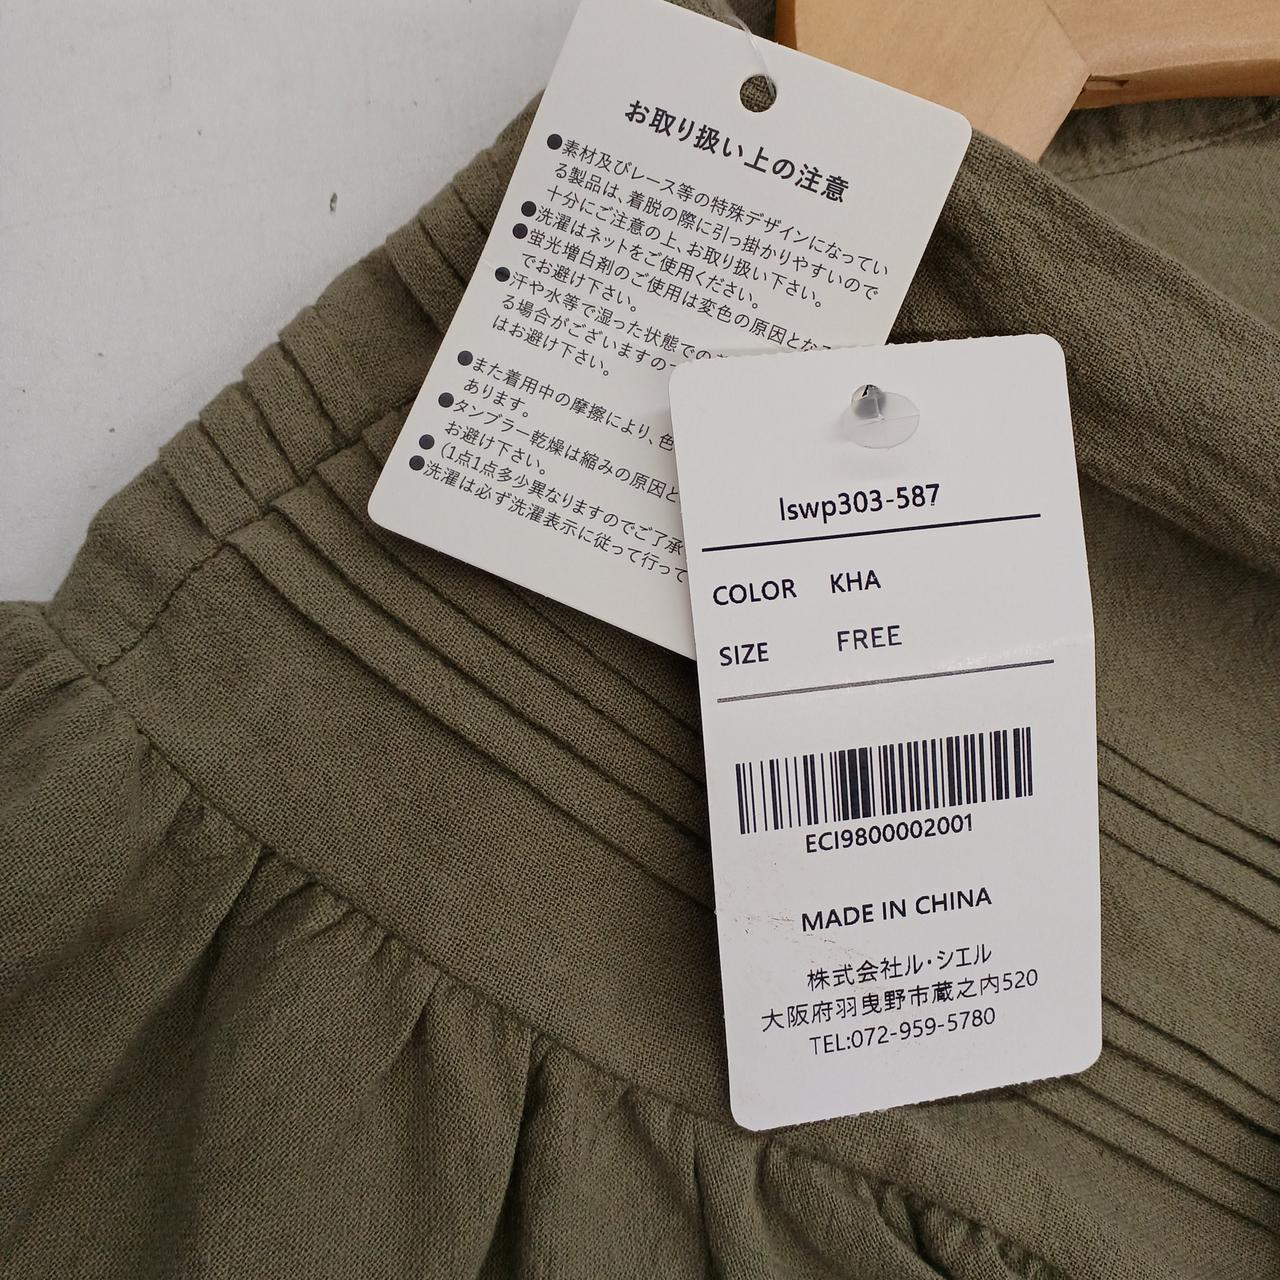 お取り扱い上の注意
●素材及びレース等の特殊デザインになってい
る製品は、着脱の際に引っ掛かりやすいので
十分にご注意の上、お取り扱い下さい。
●洗濯はネットをご使用ください。
●蛍光増白剤のご使用は変色の原因とな
でお避け下さい。
●汗や水等で湿った状態での
る場合がございますの
はお避け下さい。
●また着用中の摩擦により、色
あります。
●タンブラー乾燥は縮みの原因と
お避け下さい。
●(1点1点多少異なりますのでご了承
●洗濯は必ず洗濯表示に従って行って
lswp303-587
COLOR KHA
SIZE FREE
ECI9800002001
MADE IN CHINA
株式会社ル・シエル
大阪府羽曳野市蔵之内520
TEL:072-959-5780